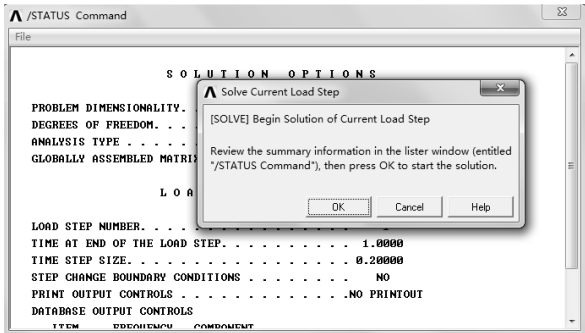 /STATUS Command
File
S O L U T I O N   O P T I O N S
PROBLEM DIMENSIONALITY. .
DEGREES OF FREEDOM. . . .
ANALYSIS TYPE . . . . .
GLOBALLY ASSEMBLED
L O A
LOAD STEP NUMBER. . . . . . . . . . . . . . . .
TIME AT END OF THE LOAD STEP. . . . . . . . . . 1.0000
TIME STEP SIZE. . . . . . . . . . . . . . . . . 0.20000
STEP CHANGE BOUNDARY CONDITIONS . . . . . . . . NO
PRINT OUTPUT CONTROLS . . . . . . . . . . . . .NO PRINTOUT
DATABASE OUTPUT CONTROLS
ITEM FREQUENCY COMPONENT
Solve Current Load Step
[SOLVE] Begin Solution of Current Load Step
Review the summary information in the lister window (entitled
"/STATUS Command"), then press OK to start the solution.
OK
Cancel
Help